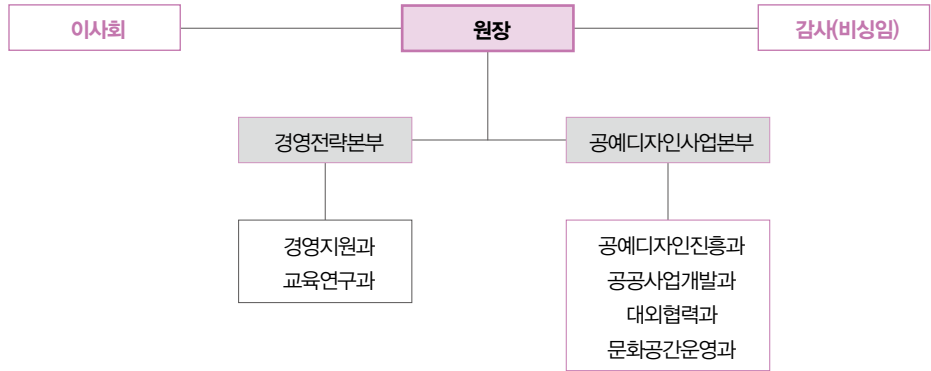 이사회
원장
감사(비싱임)
경영전략본부
공예디자인사업본부
경영지원과
교육연구과
공예디자인진흥과
공공사업개발과
대외협력과
문화공간운영과